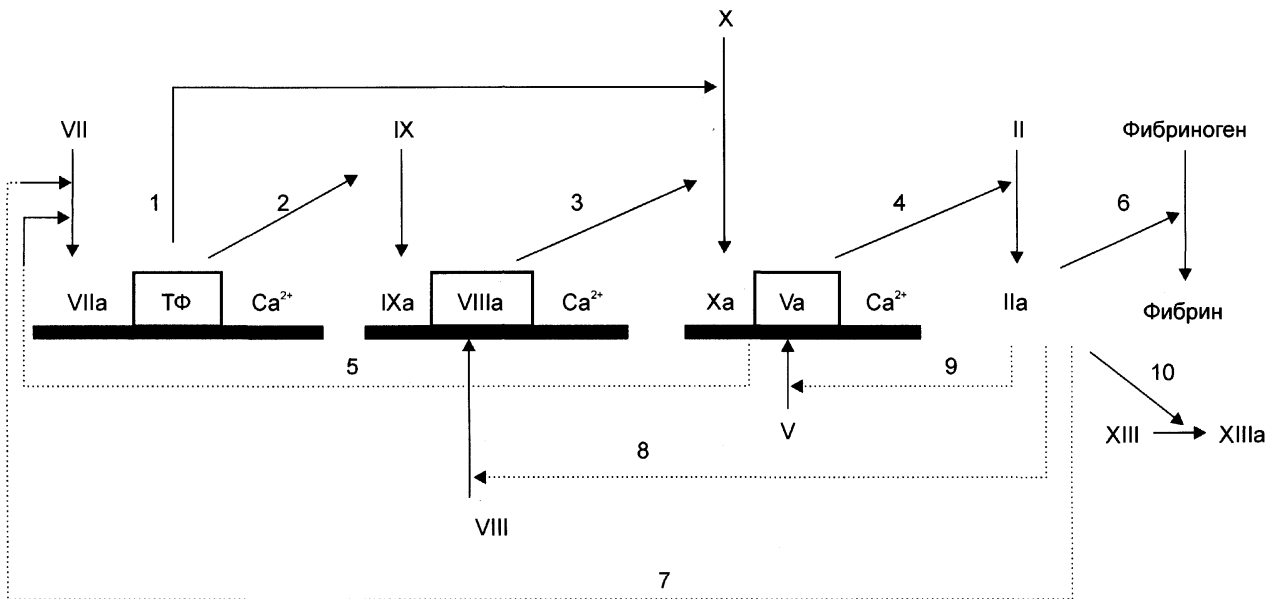 X
VII IX II Фибриноген
1 2 3 4 6
VIIa ТФ Ca²⁺ IXa VIIIa Ca²⁺ Xa Va Ca²⁺ IIa Фибрин
5 9 10
V XIII XIIIa
8
VIII
7